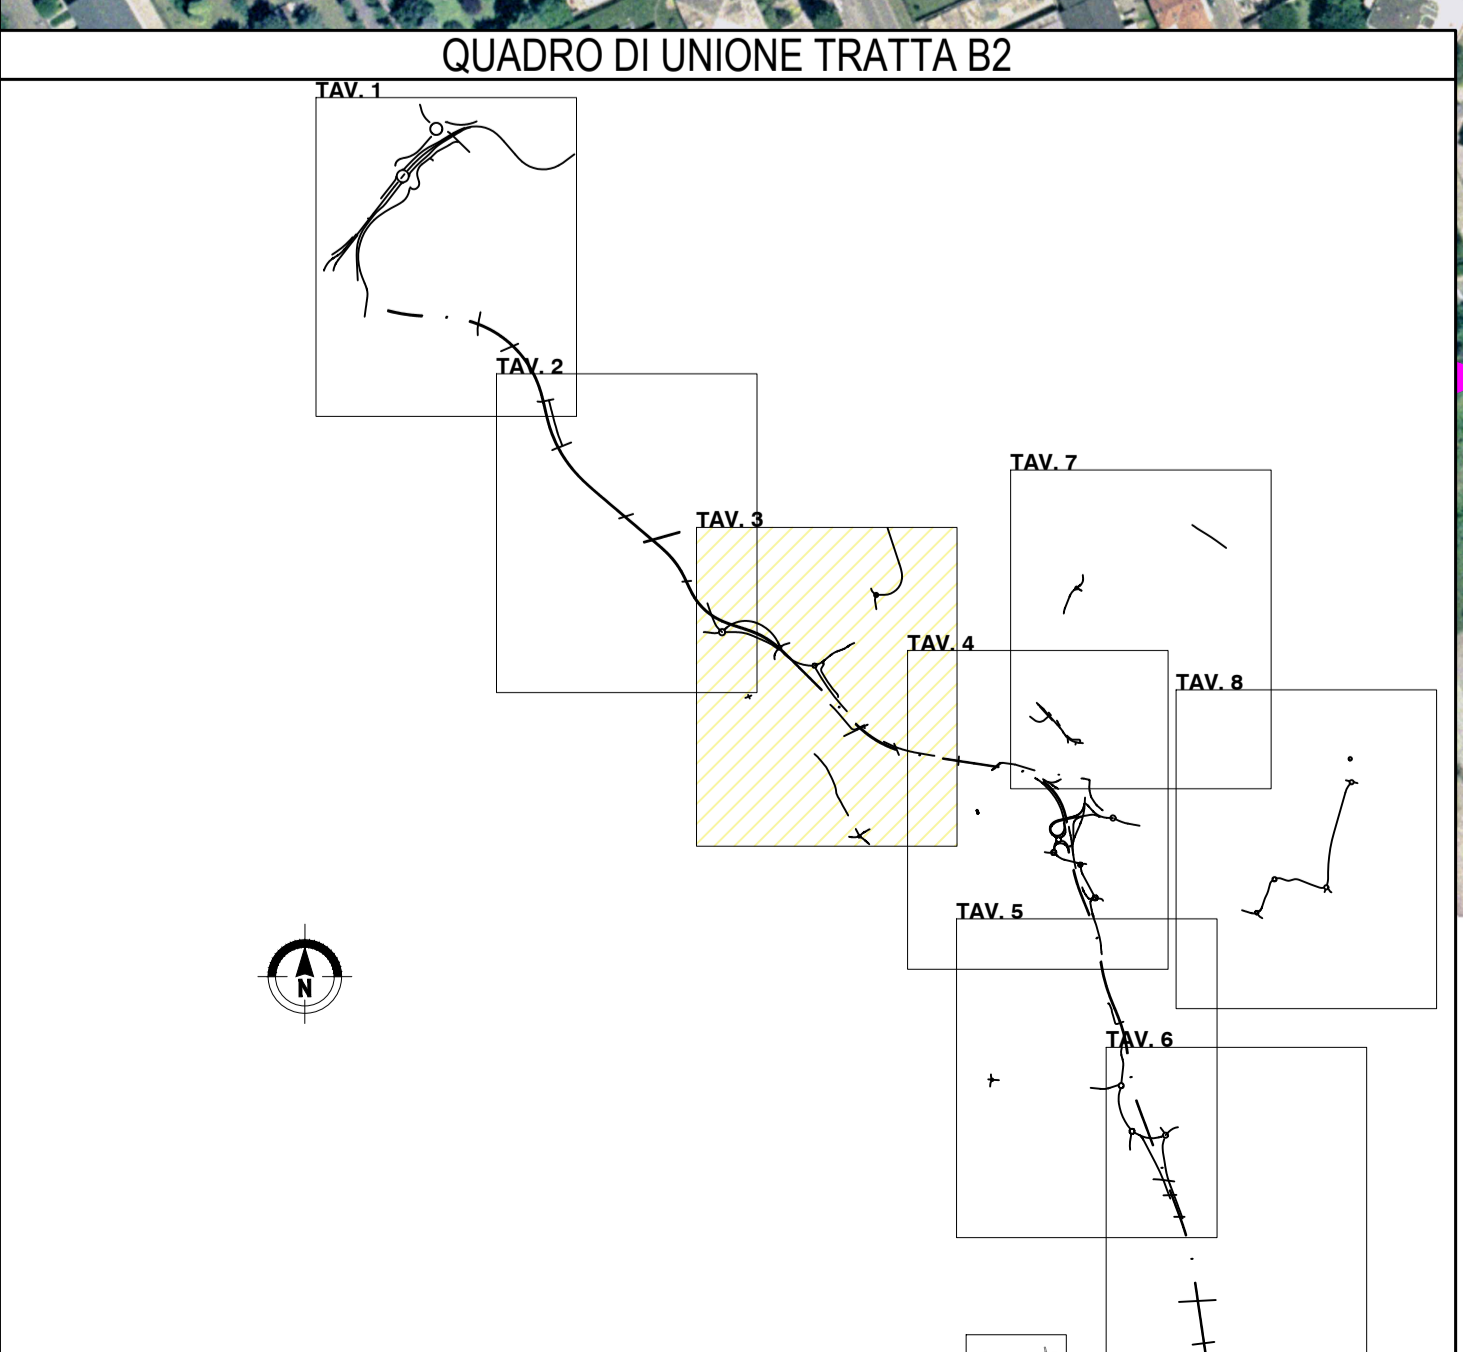 QUADRO DI UNIONE TRATTA B2
TAV. 1
TAV. 2
TAV. 7
TAV. 3
TAV. 4
TAV. 8
TAV. 5
N
TAV. 6